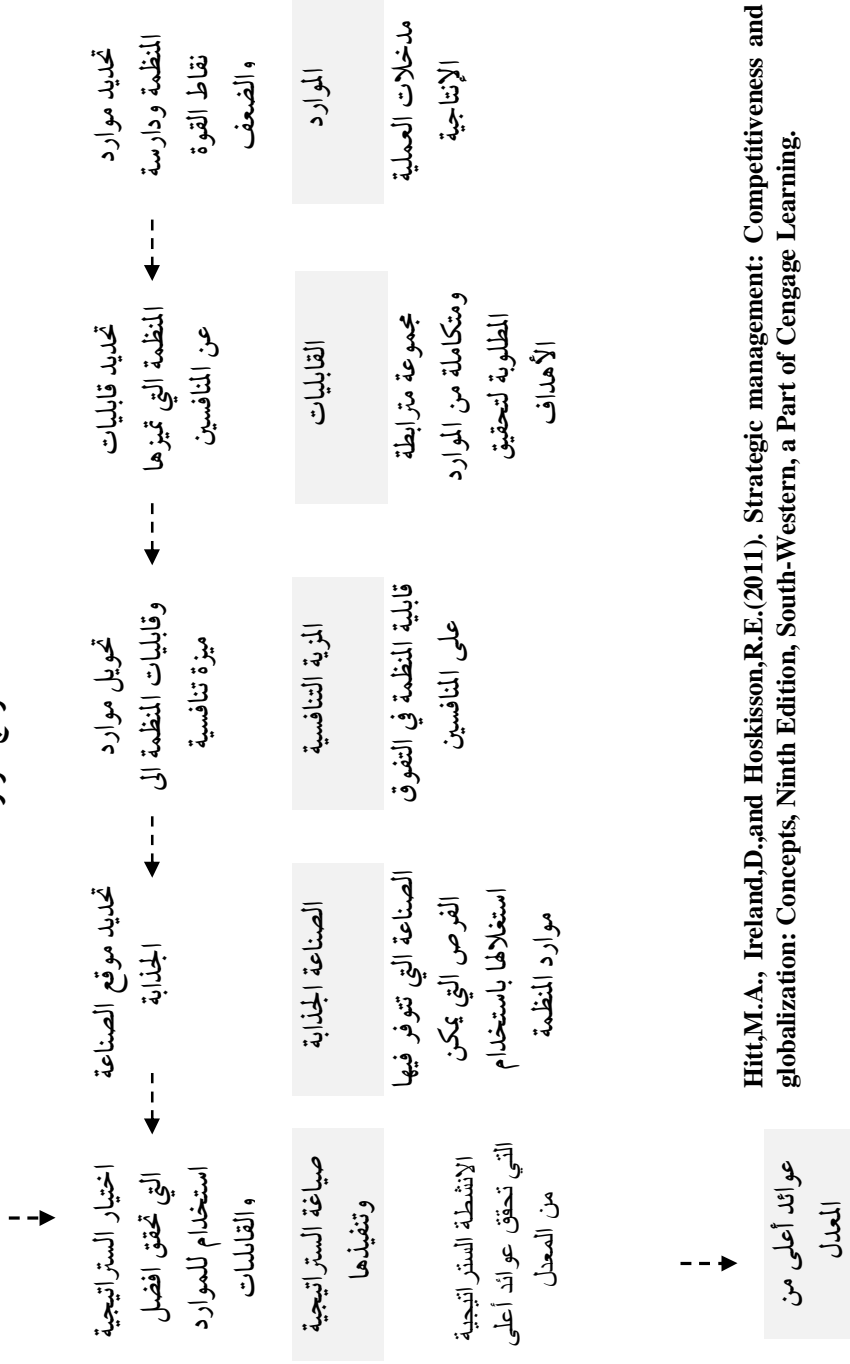 تحديد موارد
المنظمة ودارسة
نقاط القوة
والضعف
تحديد قابليات
المنظمة التي تميزها
عن المنافسين
تحويل موارد
وقابليات المنظمة الى
ميزة تنافسية
تحديد موقع الصناعة
الجذابة
اختيار الستراتيجية
التي تحقق افضل
استخدام للموارد
والقابليات
الموارد
مدخلات العملية
الإنتاجية
القابليات
مجموعة مترابطة
ومتكاملة من الموارد
المطلوبة لتحقيق
الأهداف
المزية التنافسية
قابلية المنظمة في التفوق
على المنافسين
الصناعة الجذابة
الصناعة التي تتوفر فيها
الفرص التي يمكن
استغلالها باستخدام
موارد المنظمة
صياغة الستراتيجية
وتنفيذها
الانشطة الستراتيجية
التي تحقق عوائد أعلى
من المعدل
عوائد أعلى من
المعدل
Hitt,M.A., Ireland,D.,and Hoskisson,R.E.(2011). Strategic management: Competitiveness and
globalization: Concepts, Ninth Edition, South-Western, a Part of Cengage Learning.